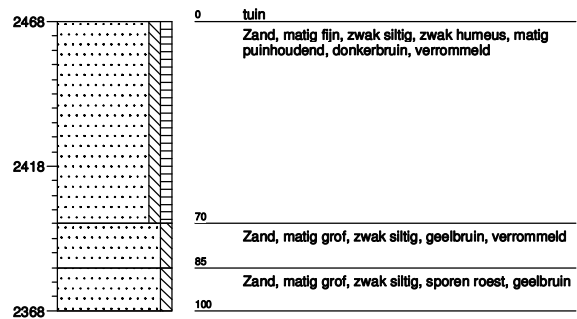 2468
0 tuin
Zand, matig fijn, zwak siltig, zwak humeus, matig
puinhoudend, donkerbruin, verrommeld
2418
70
Zand, matig grof, zwak siltig, geelbruin, verrommeld
85
Zand, matig grof, zwak siltig, sporen roest, geelbruin
2368
100